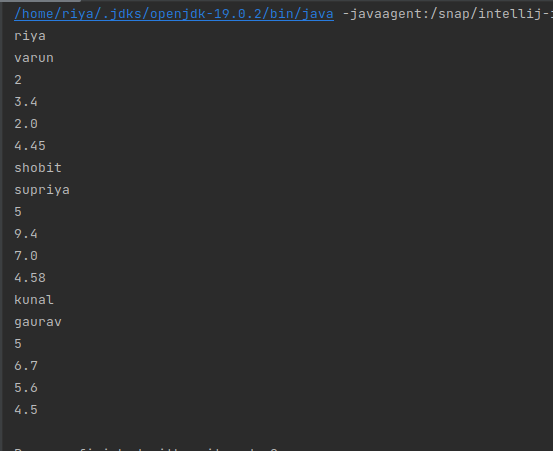 /home/riya/.jdks/openjdk-19.0.2/bin/java -javaagent:/snap/intellij-
riya
varun
2
3.4
2.0
4.45
shobit
supriya
5
9.4
7.0
4.58
kunal
gaurav
5
6.7
5.6
4.5